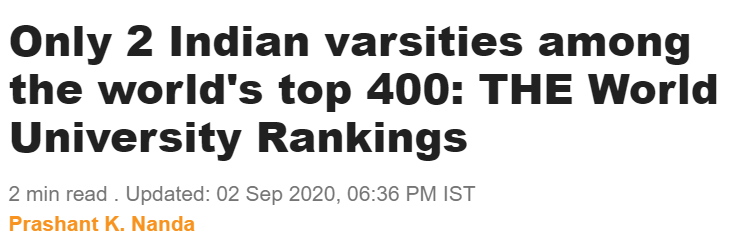 Only 2 Indian varsities among
the world's top 400: THE World
University Rankings
2 min read . Updated: 02 Sep 2020, 06:36 PM IST
Prashant K. Nanda